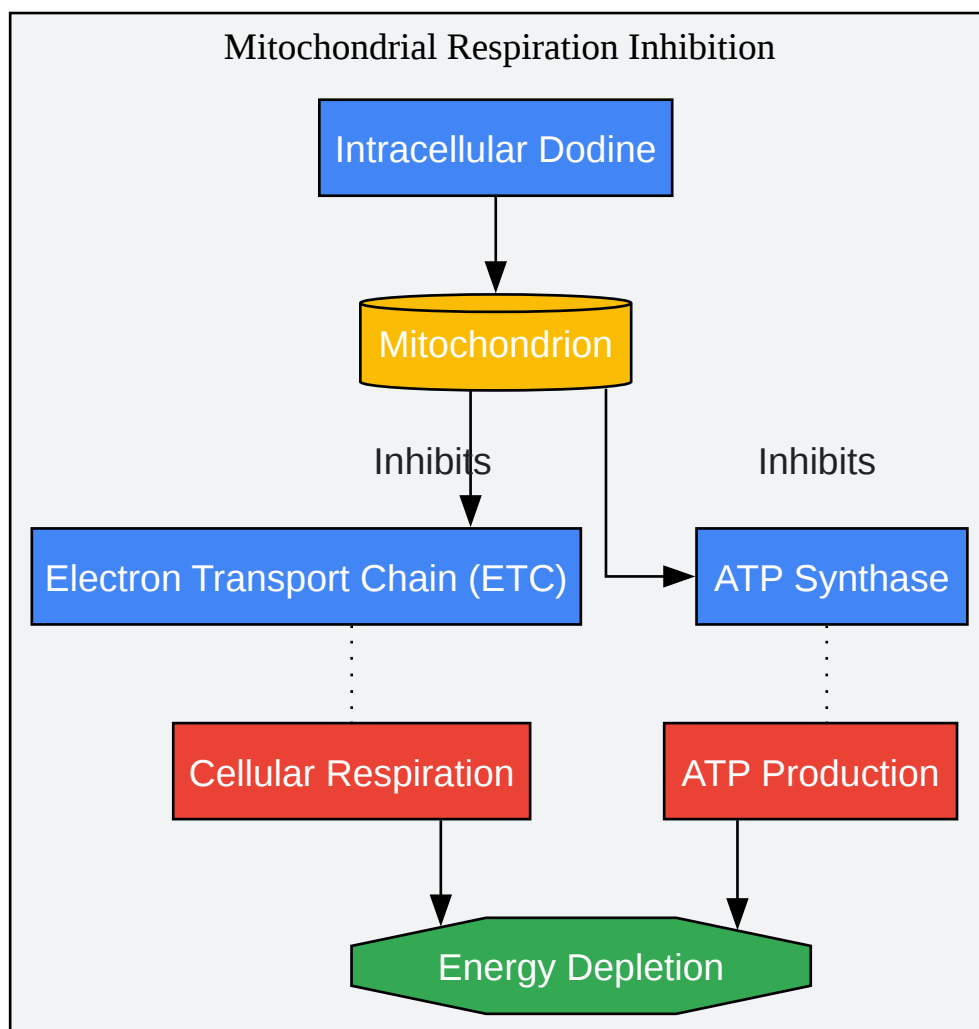 Mitochondrial Respiration Inhibition
Intracellular Dodine
Mitochondrion
Inhibits
Inhibits
Electron Transport Chain (ETC)
ATP Synthase
Cellular Respiration
ATP Production
Energy Depletion